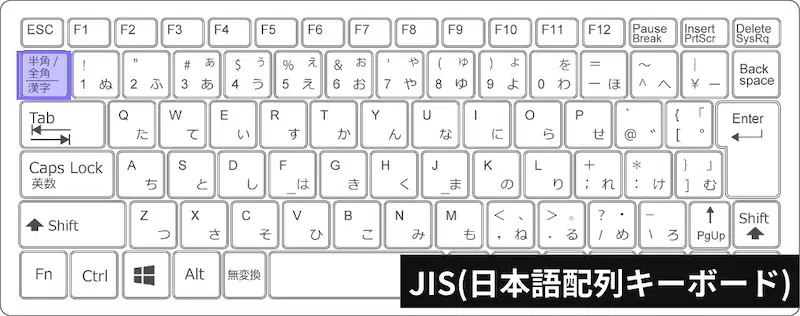 ESC F1 F2 F3 F4 F5 F6 F7 F8 F9 F10 F11 F12 Pause Break Insert PrtScr Delete SysRq
半角/全角 漢字 ! 1 ぬ " 2 ふ # ぁ 3 あ $ ぅ 4 う % ぇ 5 え & ぉ 6 お ' ゃ 7 や ( ゅ 8 ゆ ) ょ 9 よ を 0 わ = - ほ ～ ^ へ | ¥ ー Back space
Tab Q た W て E い R す T か Y ん U な I に O ら P せ ` @ ゛ { 「 [ ゜ Enter
Caps Lock 英数 A ち S と D し F _は G き H く J _ま K の L り + ; れ * : け } 」 ] む
Shift Z つ X さ C そ V ひ B こ N み M も < 、 , ね > 。 . る ? ・ / め _ \ ろ PgUp Shift
Fn Ctrl Alt 無変換
JIS(日本語配列キーボード)